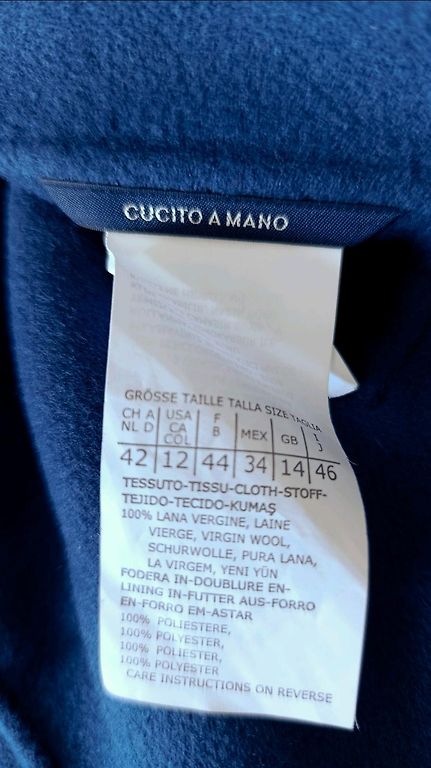 CUCITO A MANO
GRÖSSE TAILLE TALLA SIZE TAGLIA
CH A USA F MEX GB I
NL D CA B J
COL
42 12 44 34 14 46
TESSUTO-TISSU-CLOTH-STOFF-
TEJIDO-TECIDO-KUMAŞ
100% LANA VERGINE, LAINE
VIERGE, VIRGIN WOOL,
SCHURWOLLE, PURA LANA,
LA VIRGEM, YENI YÜN
FODERA IN-DOUBLURE EN-
LINING IN-FUTTER AUS-FORRO
EN-FORRO EM-ASTAR
100% POLIESTERE,
100% POLYESTER,
100% POLIESTER,
100% POLYESTER
CARE INSTRUCTIONS ON REVERSE